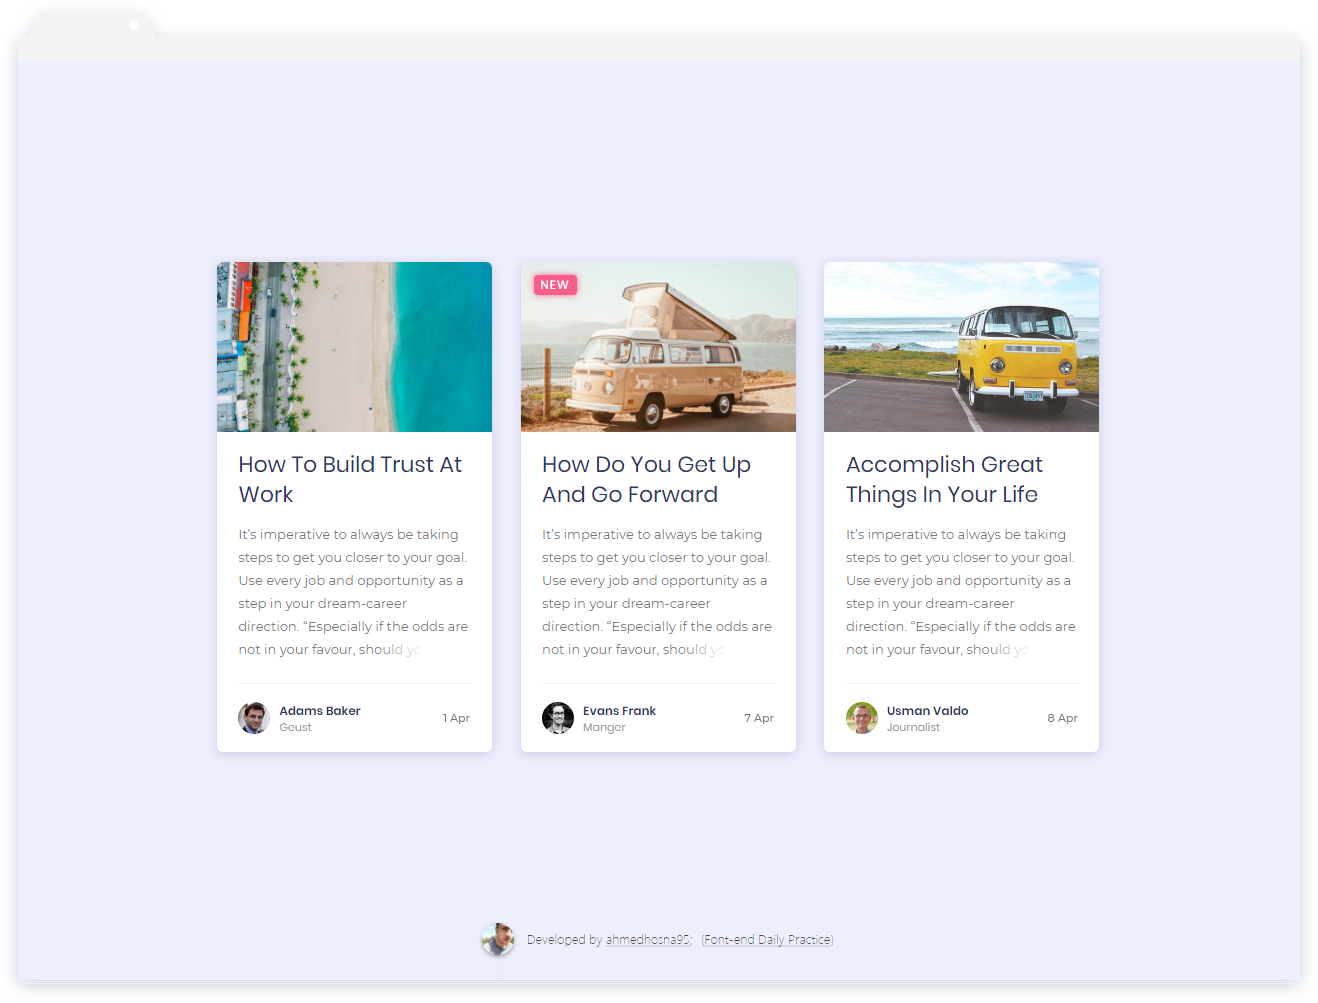 NEW
How To Build Trust At
Work
It's imperative to always be taking
steps to get you closer to your goal.
Use every job and opportunity as a
step in your dream-career
direction. “Especially if the odds are
not in your favour, should yo
Adams Baker
Geust
1 Apr
How Do You Get Up
And Go Forward
It's imperative to always be taking
steps to get you closer to your goal.
Use every job and opportunity as a
step in your dream-career
direction. “Especially if the odds are
not in your favour, should yo
Evans Frank
Manger
7 Apr
Accomplish Great
Things In Your Life
It's imperative to always be taking
steps to get you closer to your goal.
Use every job and opportunity as a
step in your dream-career
direction. “Especially if the odds are
not in your favour, should yo
Usman Valdo
Journalist
8 Apr
Developed by ahmedhosna95; {Font-end Daily Practice}